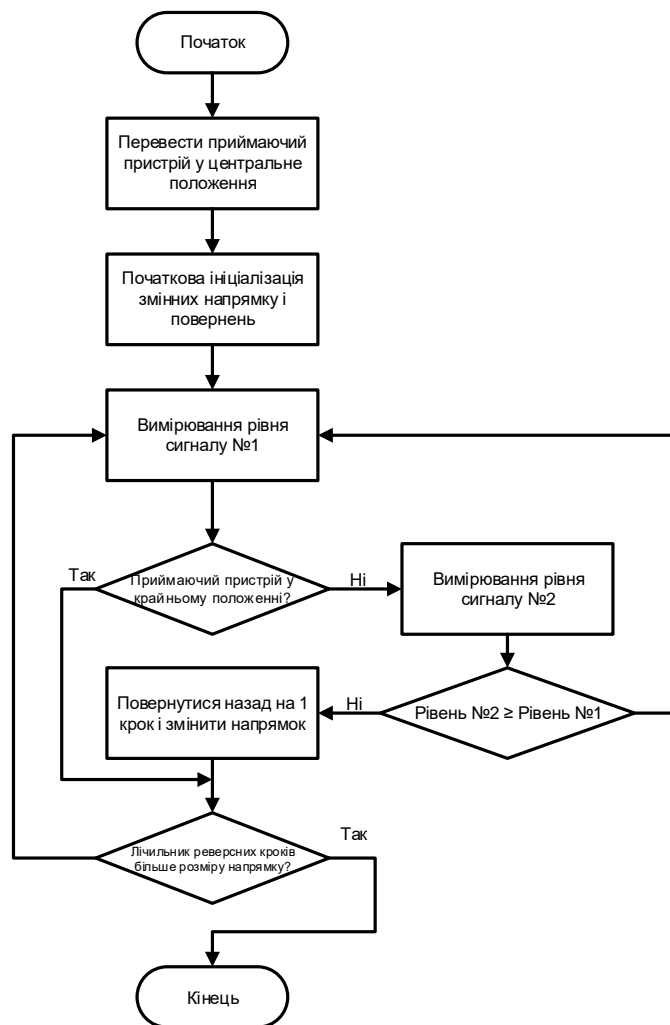 Початок
Перевести приймаючий
пристрій у центральне
положення
Початкова ініціалізація
змінних напрямку і
повернень
Вимірювання рівня
сигналу №1
Так
Приймаючий пристрій у
крайньому положенні?
Ні
Вимірювання рівня
сигналу №2
Повернутися назад на 1
крок і змінити напрямок
Ні
Рівень №2 ≥ Рівень №1
Лічильник реверсних кроків
більше розміру напрямку?
Так
Кінець